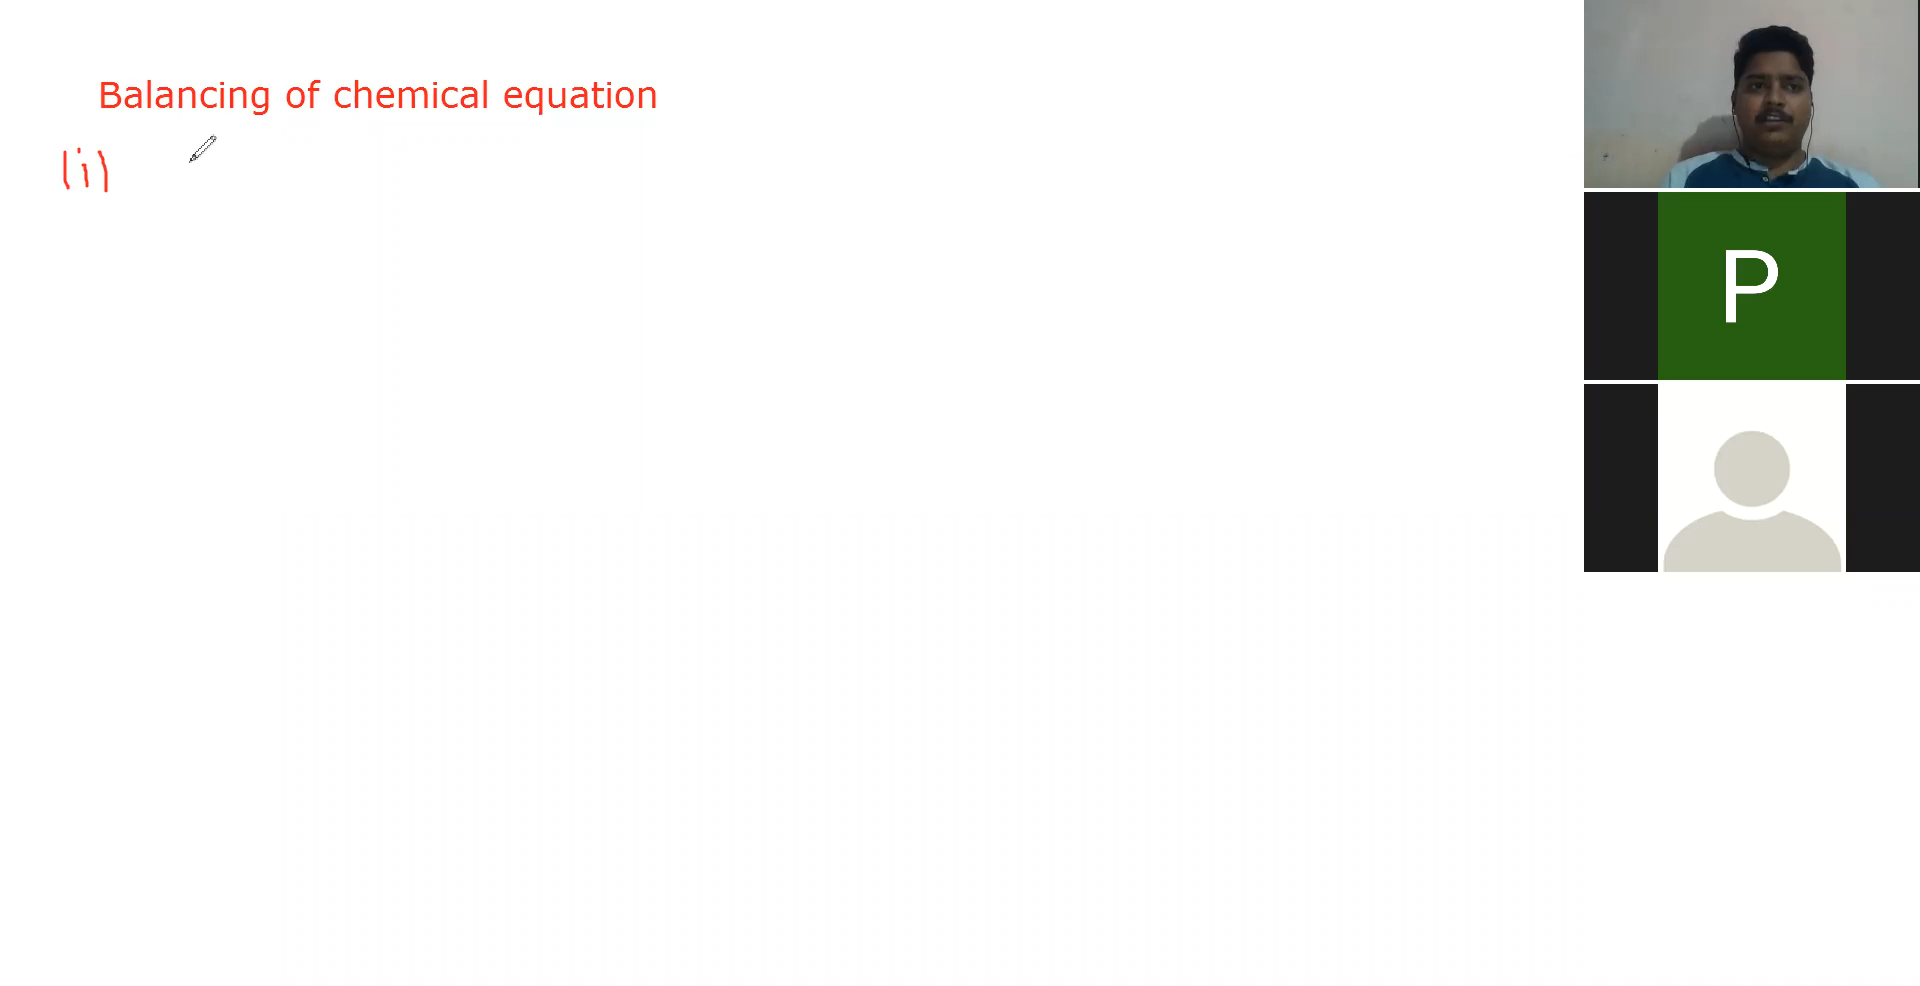 Balancing of chemical equation
(i)
P